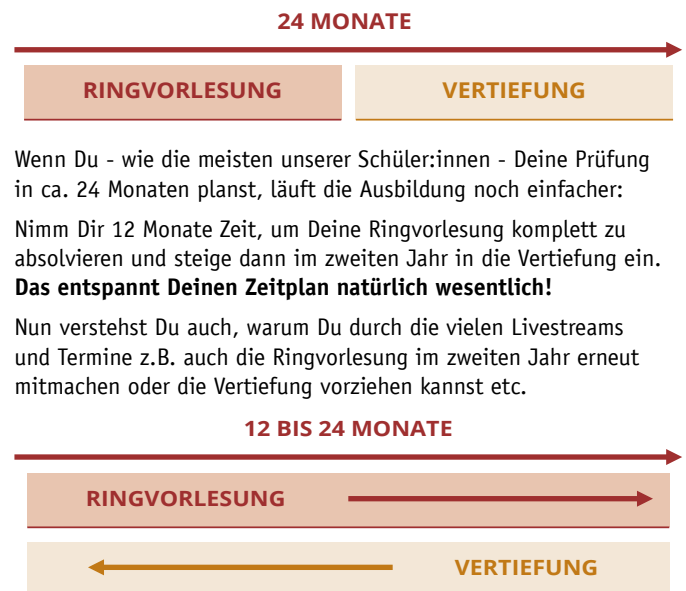 24 MONATE
RINGVORLESUNG
VERTIEFUNG
Wenn Du - wie die meisten unserer Schüler:innen - Deine Prüfung
in ca. 24 Monaten planst, läuft die Ausbildung noch einfacher:
Nimm Dir 12 Monate Zeit, um Deine Ringvorlesung komplett zu
absolvieren und steige dann im zweiten Jahr in die Vertiefung ein.
Das entspannt Deinen Zeitplan natürlich wesentlich!
Nun verstehst Du auch, warum Du durch die vielen Livestreams
und Termine z.B. auch die Ringvorlesung im zweiten Jahr erneut
mitmachen oder die Vertiefung vorziehen kannst etc.
12 BIS 24 MONATE
RINGVORLESUNG
VERTIEFUNG